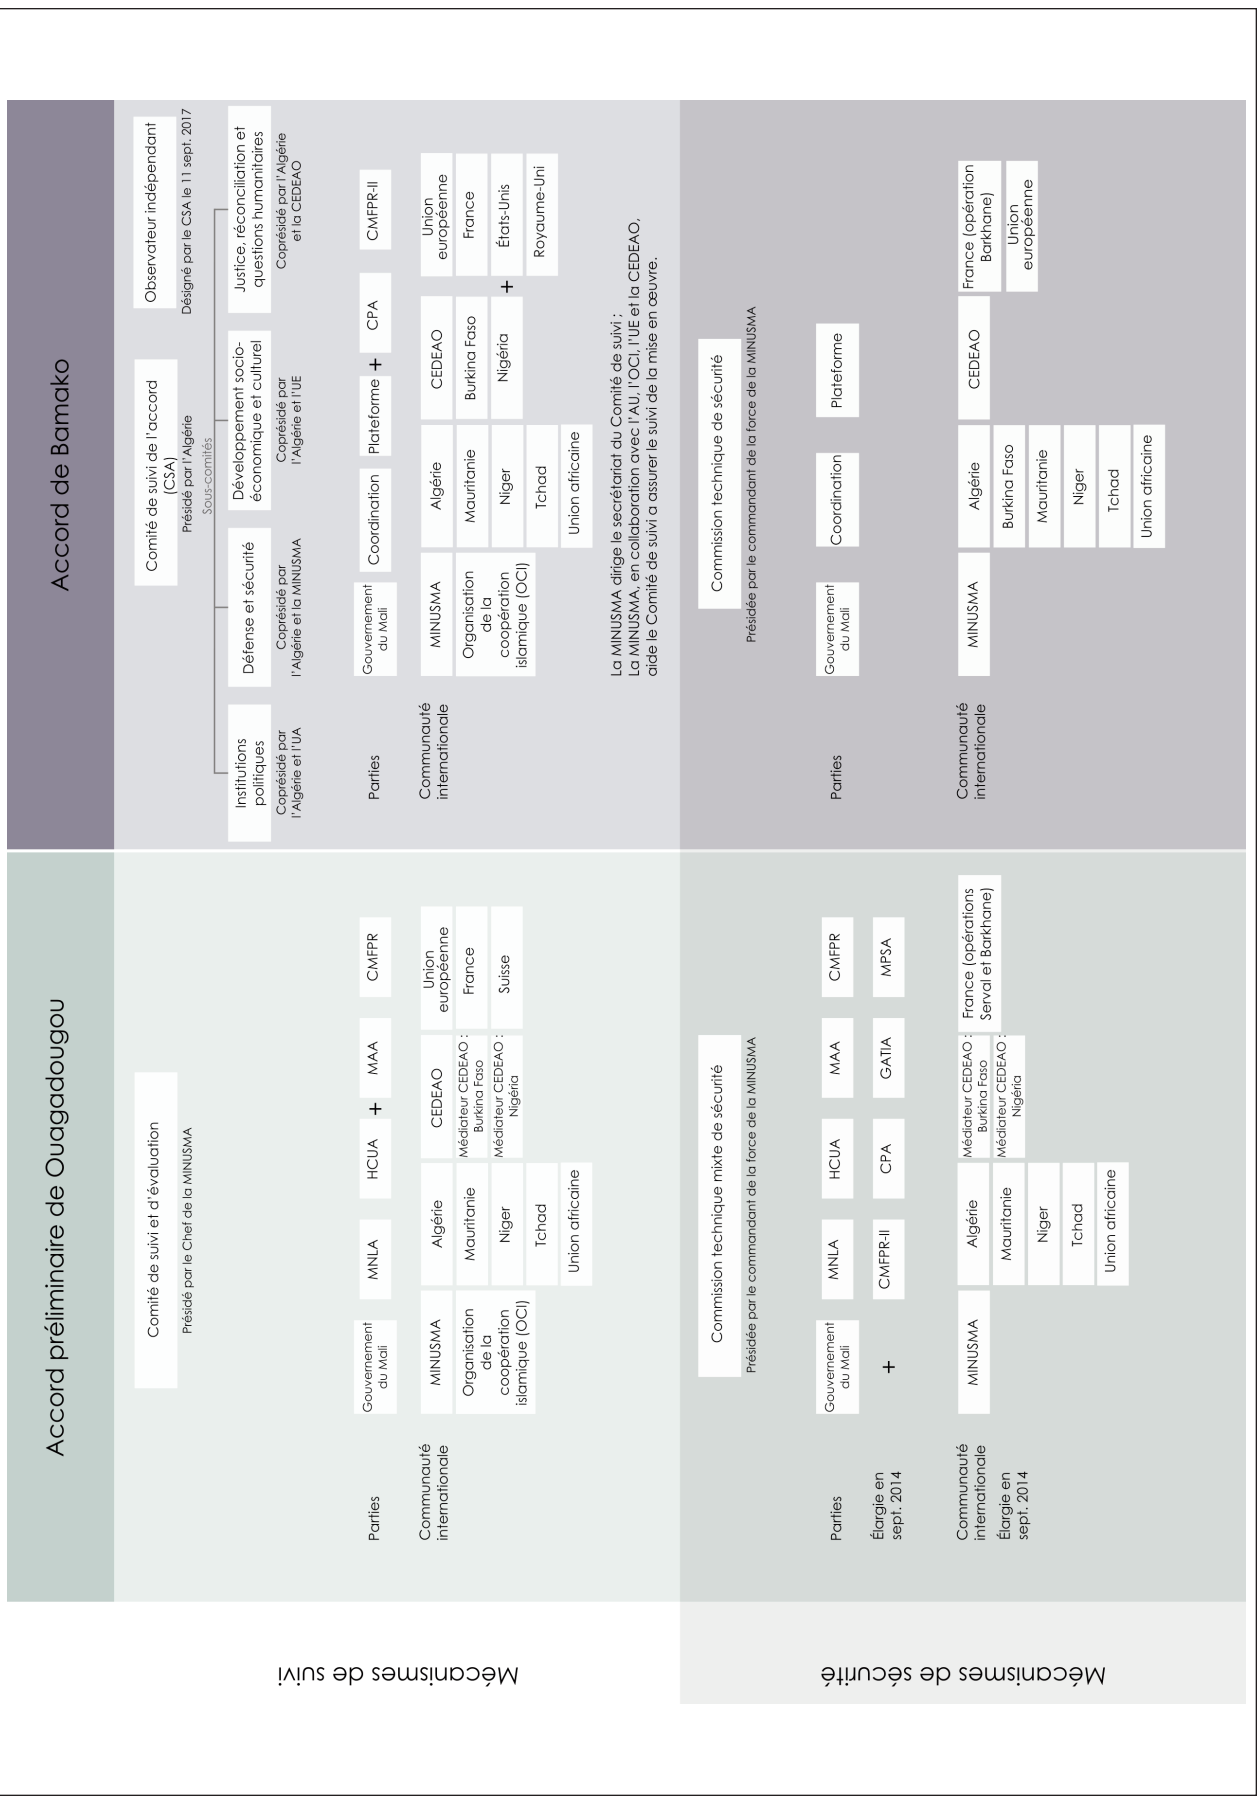 Accord préliminaire de Ouagadougou
Accord de Bamako
Mécanismes de suivi
Comité de suivi et d'évaluation
Présidé par le Chef de la MINUSMA
Parties
Gouvernement
du Mali
MNLA
HCUA
+
MAA
CMFPR
Communauté
internationale
MINUSMA
Organisation
de la
coopération
islamique (OCI)
Algérie
Mauritanie
Niger
Tchad
Union africaine
CEDEAO
Médiateur CEDEAO :
Burkina Faso
Médiateur CEDEAO :
Nigéria
Union
européenne
France
Suisse
Comité de suivi de l'accord
(CSA)
Présidé par l'Algérie
Observateur indépendant
Désigné par le CSA le 11 sept. 2017
Sous-comités
Institutions
politiques
Coprésidé par
l'Algérie et l'UA
Défense et sécurité
Coprésidé par
l'Algérie et la MINUSMA
Développement socio-
économique et culturel
Coprésidé par
l'Algérie et l'UE
Justice, réconciliation et
questions humanitaires
Coprésidé par l'Algérie
et la CEDEAO
Parties
Gouvernement
du Mali
Coordination
Plateforme
+
CPA
CMFPR-II
Communauté
internationale
MINUSMA
Organisation
de la
coopération
islamique (OCI)
Algérie
Mauritanie
Niger
Tchad
Union africaine
CEDEAO
Burkina Faso
Nigéria
+
Union
européenne
France
États-Unis
Royaume-Uni
La MINUSMA dirige le secrétariat du Comité de suivi ;
La MINUSMA, en collaboration avec l'AU, l'OCI, l'UE et la CEDEAO,
aide le Comité de suivi a assurer le suivi de la mise en œuvre.
Mécanismes de sécurité
Commission technique mixte de sécurité
Présidée par le commandant de la force de la MINUSMA
Parties
Gouvernement
du Mali
MNLA
HCUA
MAA
CMFPR
Élargie en
sept. 2014
+
CMFPR-II
CPA
GATIA
MPSA
Communauté
internationale
Élargie en
sept. 2014
MINUSMA
Algérie
Mauritanie
Niger
Tchad
Union africaine
Médiateur CEDEAO :
Burkina Faso
Médiateur CEDEAO :
Nigéria
France (opérations
Serval et Barkhane)
Commission technique de sécurité
Présidée par le commandant de la force de la MINUSMA
Parties
Gouvernement
du Mali
Coordination
Plateforme
Communauté
internationale
MINUSMA
Algérie
Burkina Faso
Mauritanie
Niger
Tchad
Union africaine
CEDEAO
France (opération
Barkhane)
Union
européenne